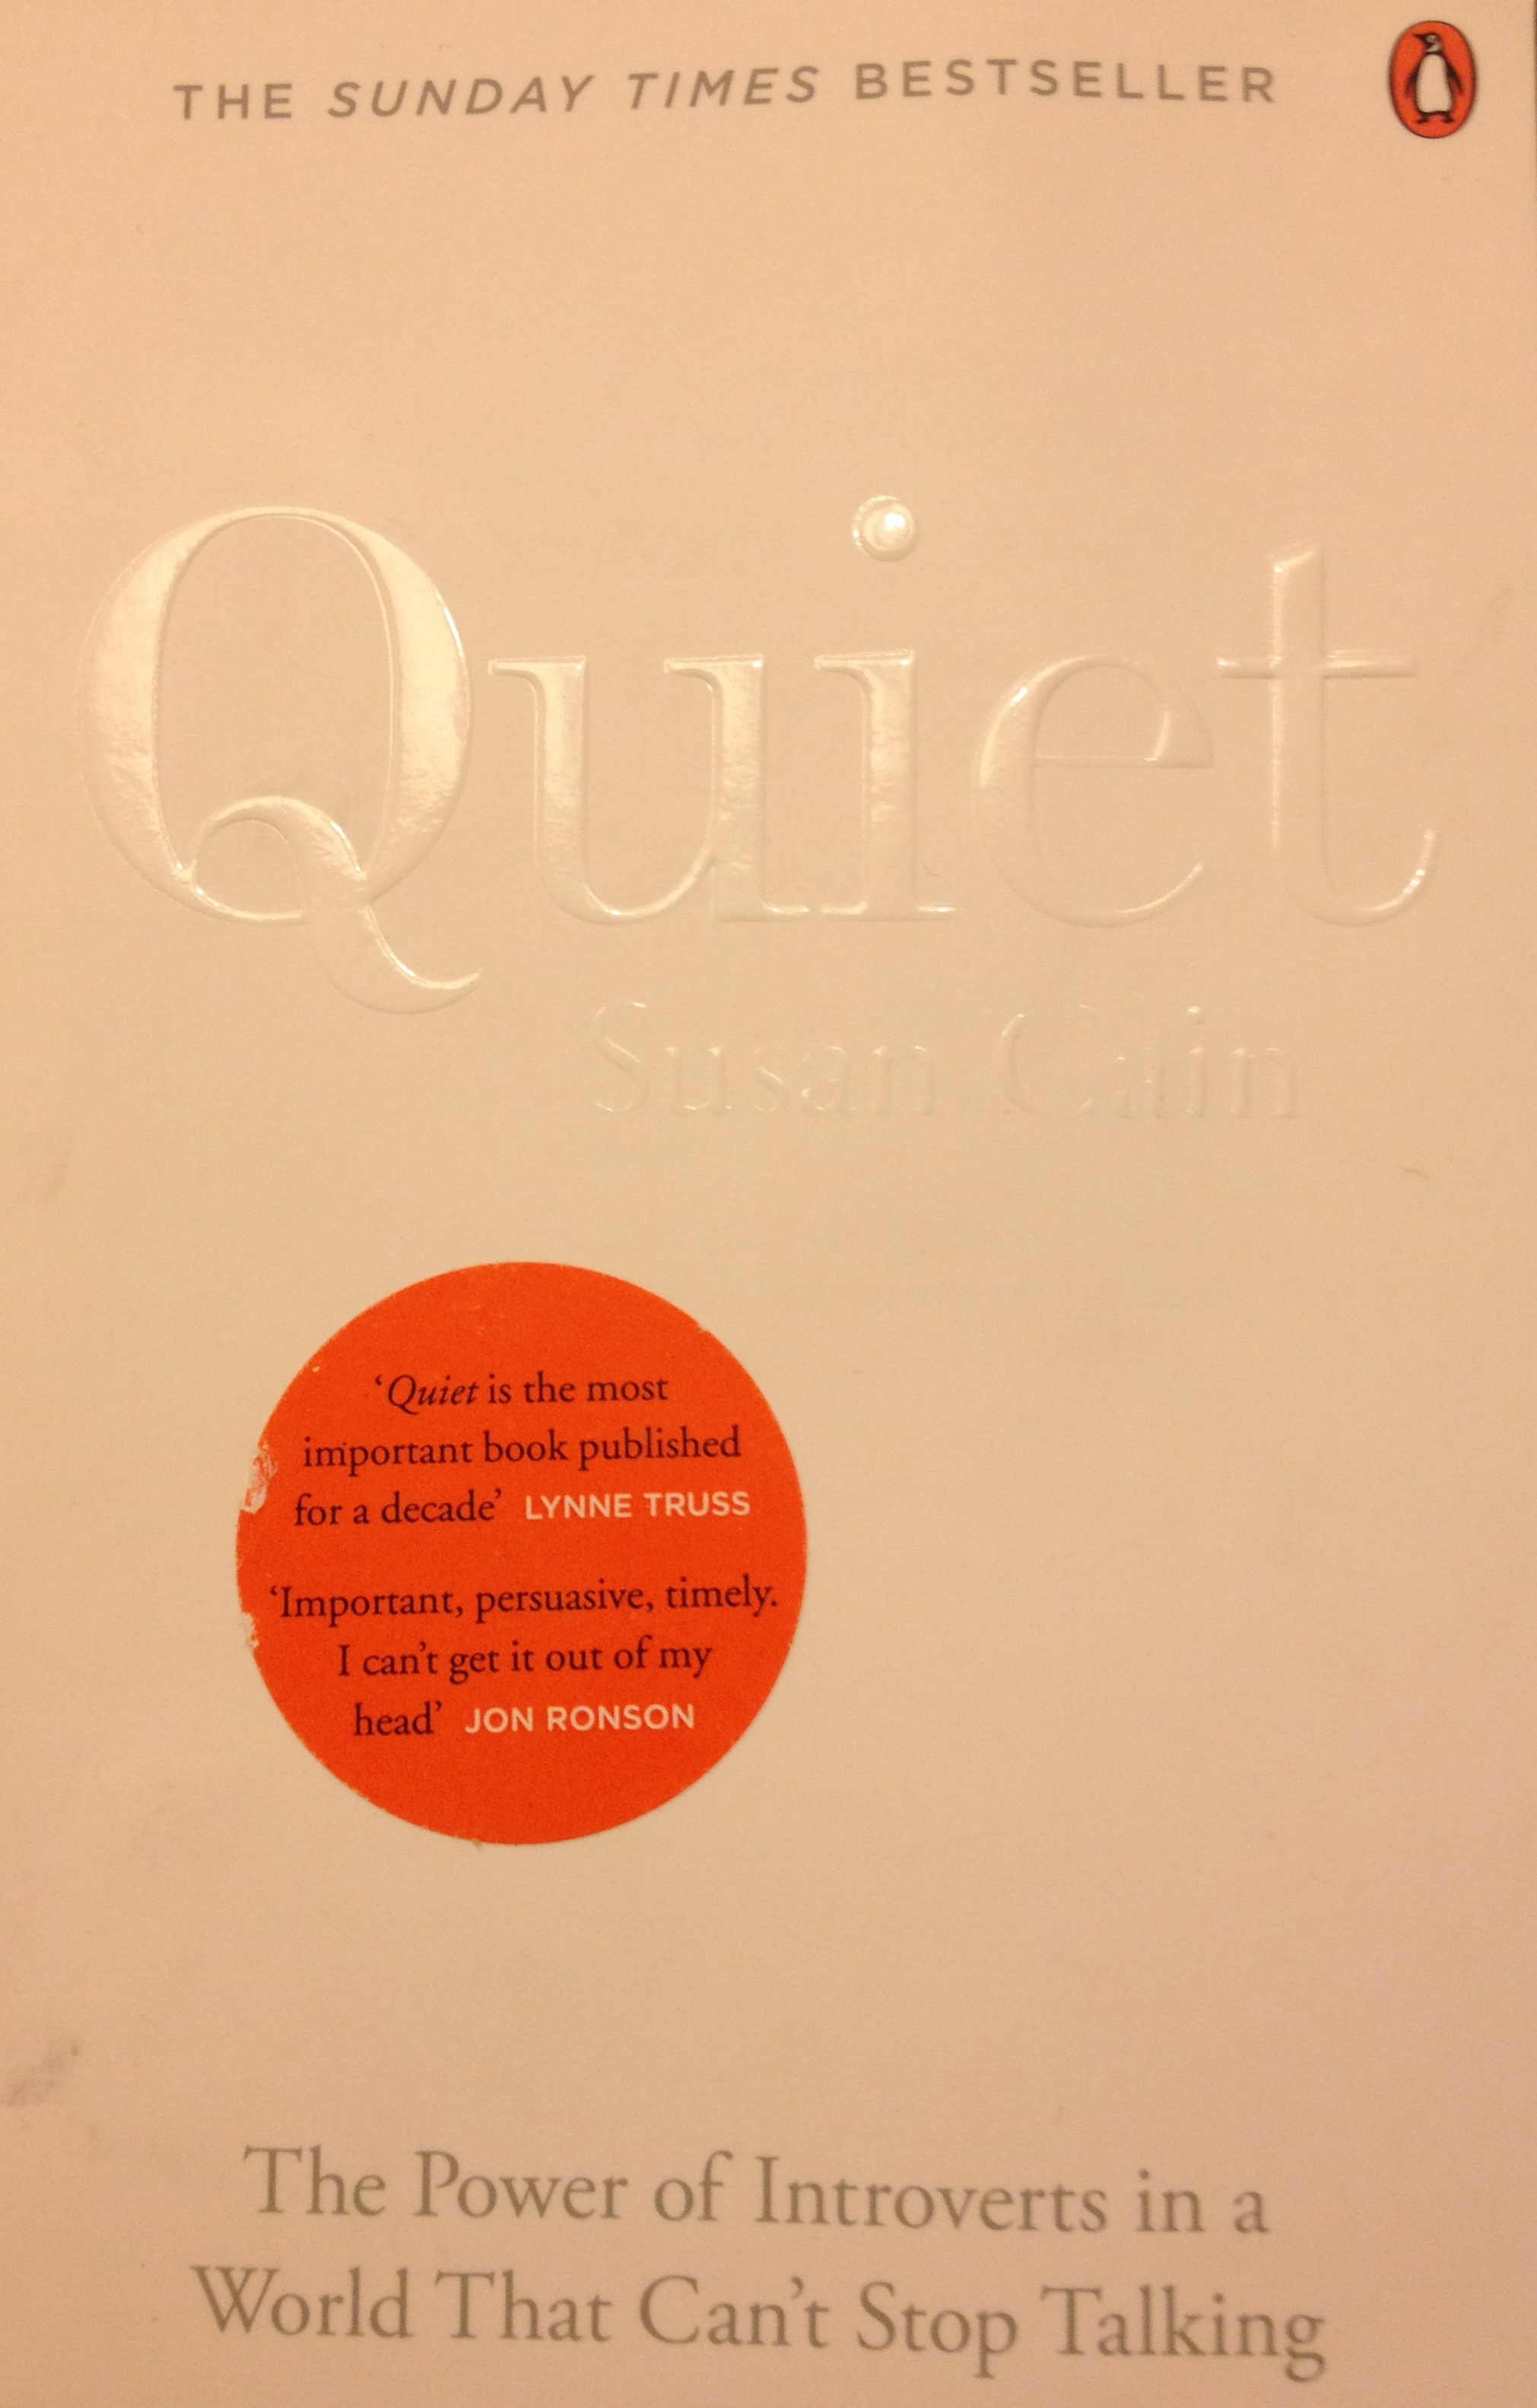 THE SUNDAY TIMES BESTSELLER
Quiet
Susan Cain
‘Quiet is the most
important book published
for a decade’ LYNNE TRUSS
‘Important, persuasive, timely.
I can’t get it out of my
head’ JON RONSON
The Power of Introverts in a
World That Can’t Stop Talking